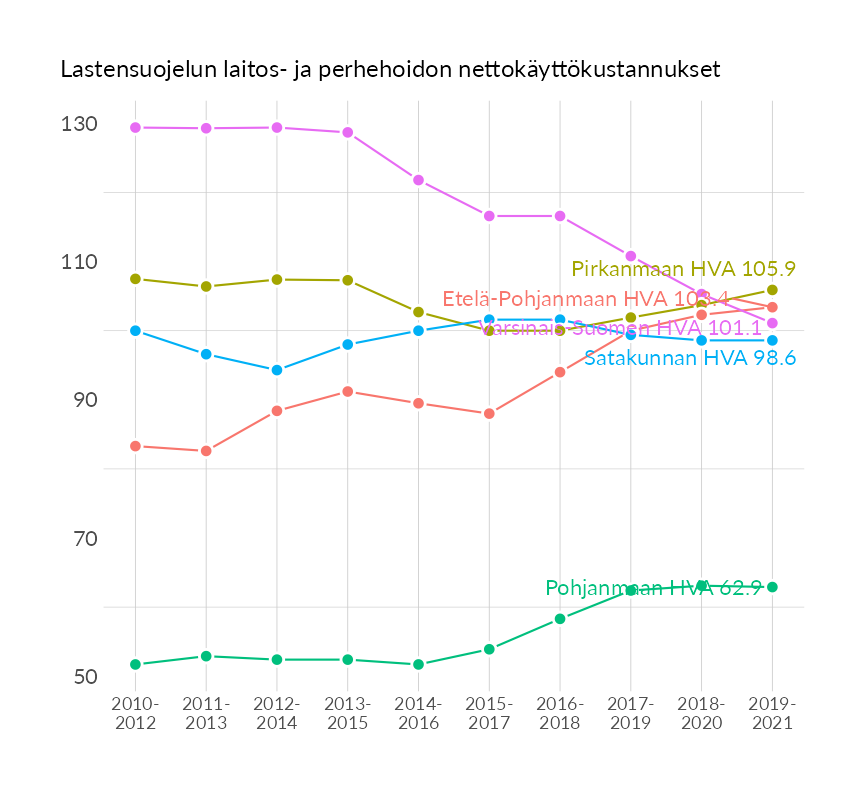 Lastensuojelun laitos- ja perhehoidon nettokäyttökustannukset
130
110
90
70
50
Pirkanmaan HVA 105.9
Etelä-Pohjanmaan HVA 103.4
Varsinais-Suomen HVA 101.1
Satakunnan HVA 98.6
Pohjanmaan HVA 62.9
2010- 2011- 2012- 2013- 2014- 2015- 2016- 2017- 2018- 2019-
2012 2013 2014 2015 2016 2017 2018 2019 2020 2021